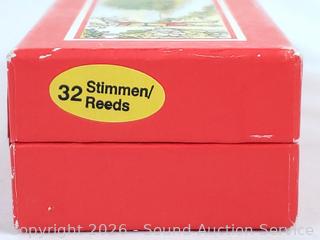 32 Stimmen/
Reeds
Copyright 2026 - Sound Auction Service